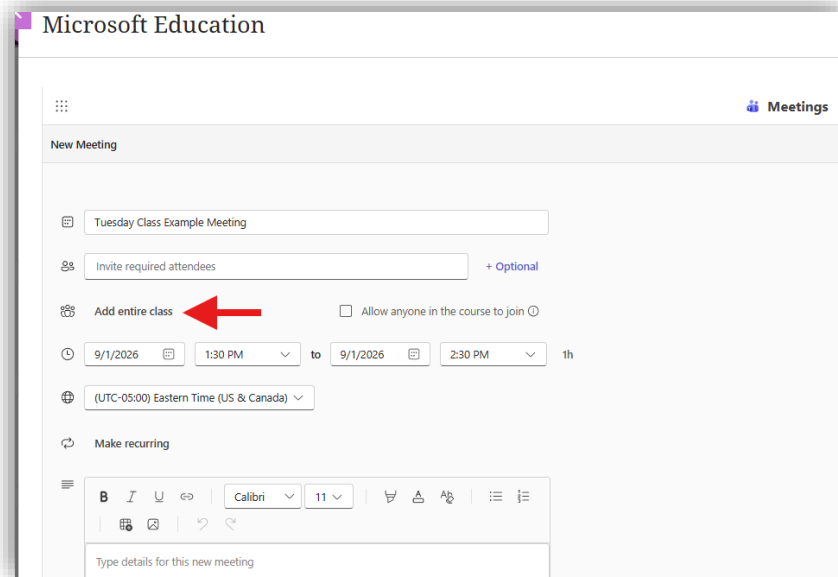 Microsoft Education
Meetings
New Meeting
Tuesday Class Example Meeting
Invite required attendees + Optional
Add entire class Allow anyone in the course to join
9/1/2026 1:30 PM to 9/1/2026 2:30 PM 1h
(UTC-05:00) Eastern Time (US & Canada)
Make recurring
B I U Calibri 11 A Ab
Type details for this new meeting